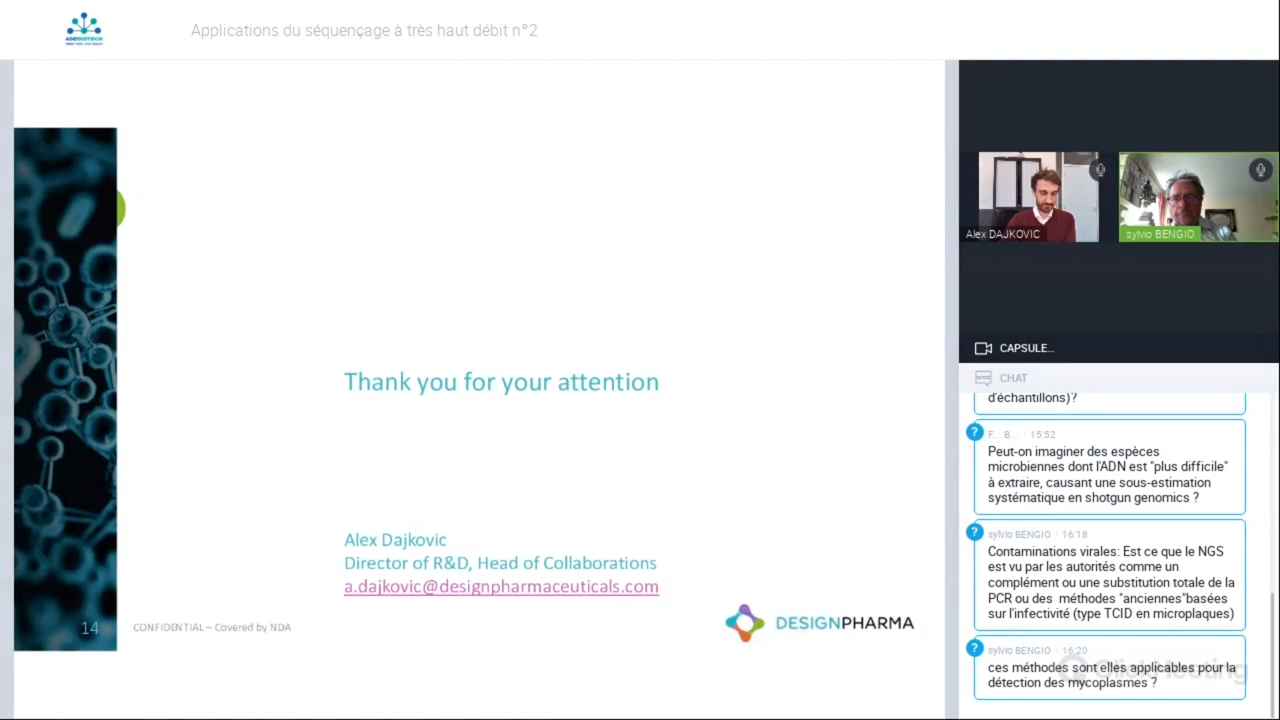 ADEBIOTECH
Applications du séquençage à très haut débit n°2
Thank you for your attention
Alex Dajkovic
Director of R&D, Head of Collaborations
a.dajkovic@designpharmaceuticals.com
14
CONFIDENTIAL – Covered by NDA
DESIGNPHARMA
Alex DAJKOVIC
sylvio BENGIO
CAPSULE...
CHAT
d'échantillons)?
? F... B... · 15:52
Peut-on imaginer des espèces
microbiennes dont l'ADN est "plus difficile"
à extraire, causant une sous-estimation
systématique en shotgun genomics ?
? sylvio BENGIO · 16:18
Contaminations virales: Est ce que le NGS
est vu par les autorités comme un
complément ou une substitution totale de la
PCR ou des méthodes "anciennes"basées
sur l'infectivité (type TCID en microplaques)
? sylvio BENGIO · 16:20
ces méthodes sont elles applicables pour la
détection des mycoplasmes ?
ClickMeeting